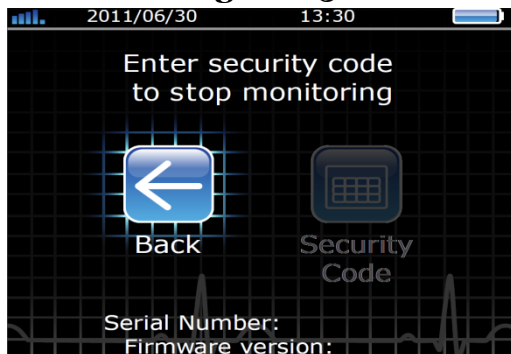 2011/06/30 13:30
Enter security code
to stop monitoring
Back
Security
Code
Serial Number:
Firmware version: